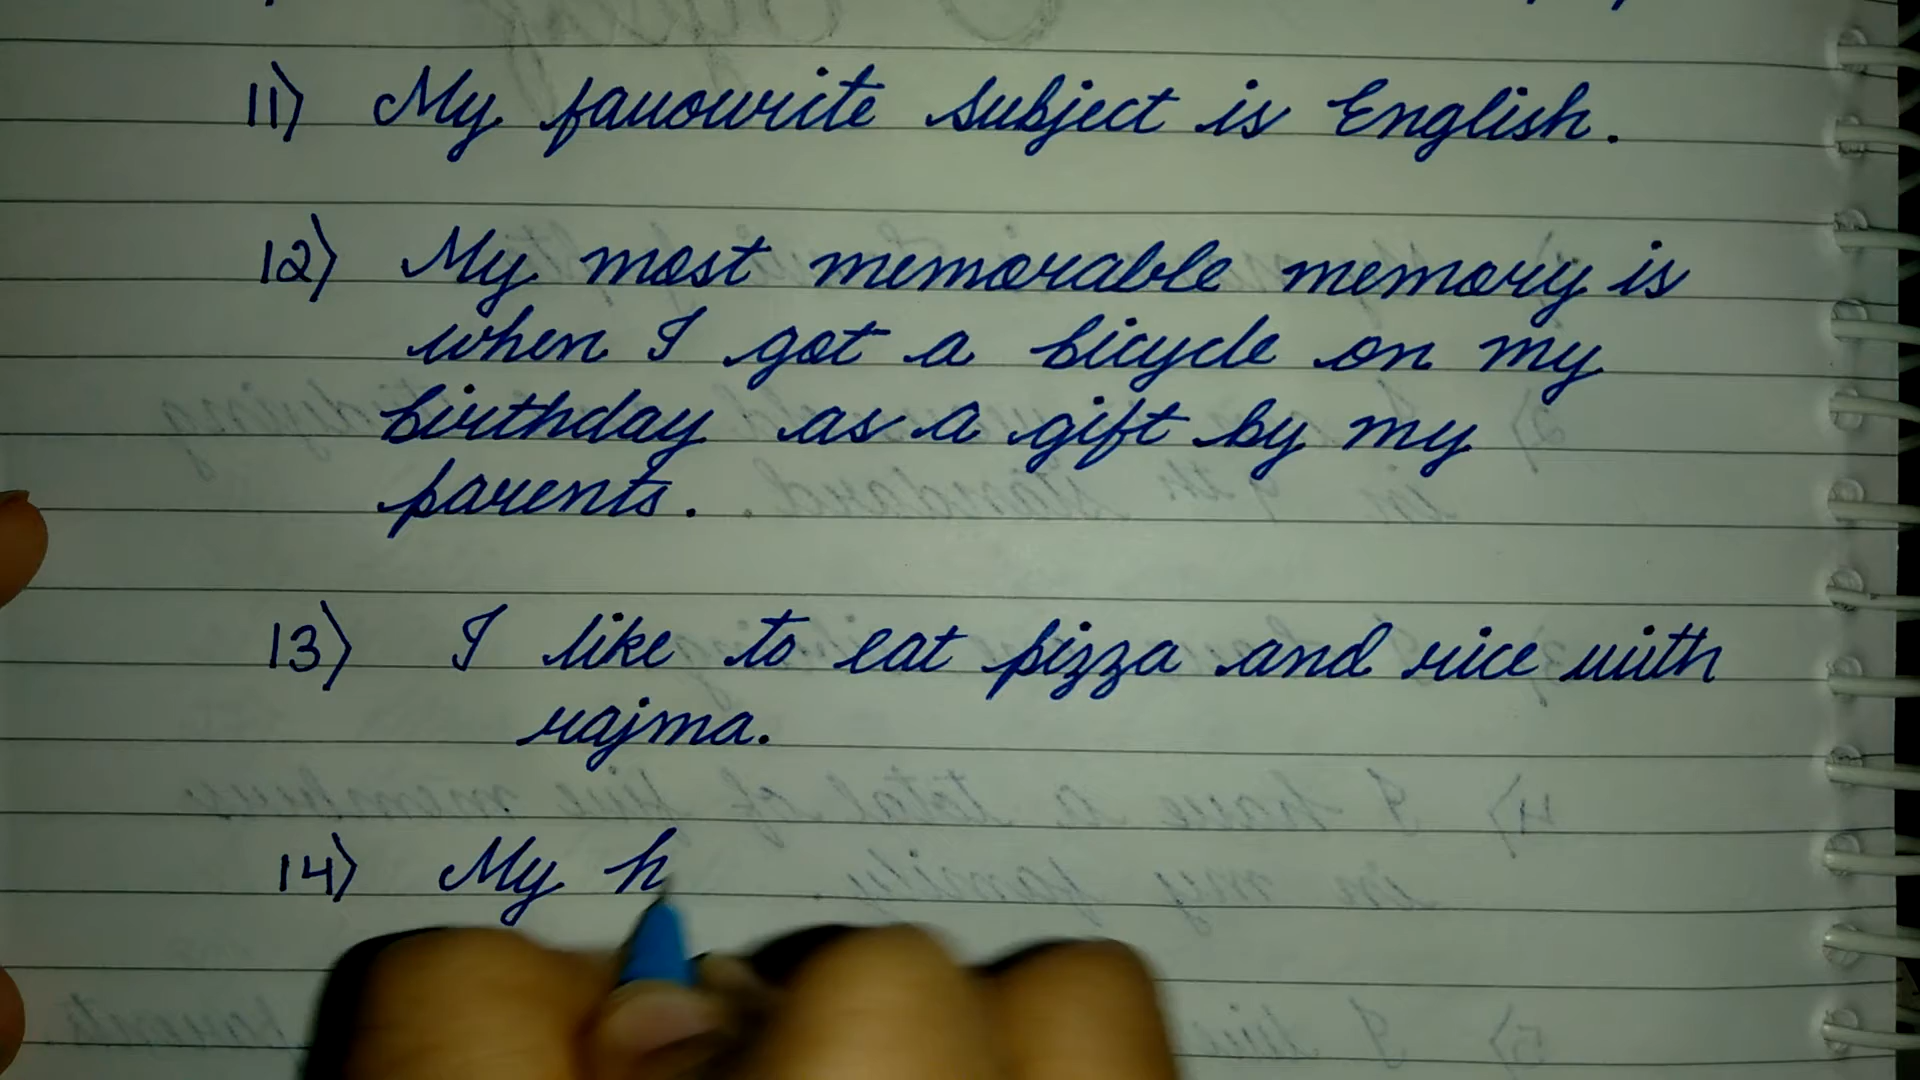 11) My favourite subject is English.
12) My most memorable memory is
when I got a bicycle on my
birthday as a gift by my
parents.
13) I like to eat pizza and rice with
rajma.
14) My h